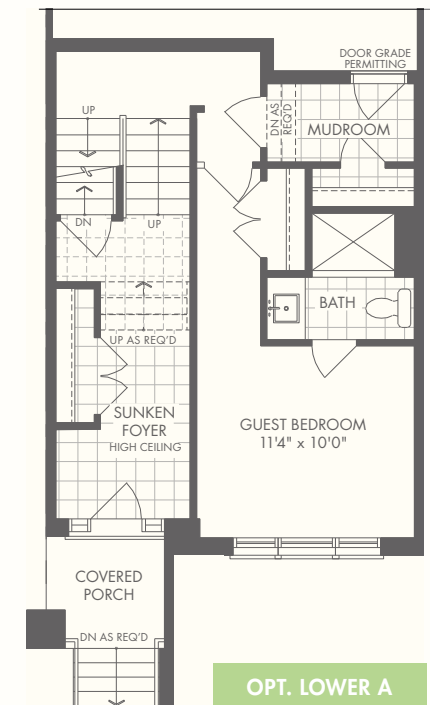 DOOR GRADE
PERMITTING
UP
DN AS
REQ'D
MUDROOM
DN
UP
BATH
UP AS REQ'D
SUNKEN
FOYER
HIGH CEILING
GUEST BEDROOM
11'4" x 10'0"
COVERED
PORCH
DN AS REQ'D
OPT. LOWER A